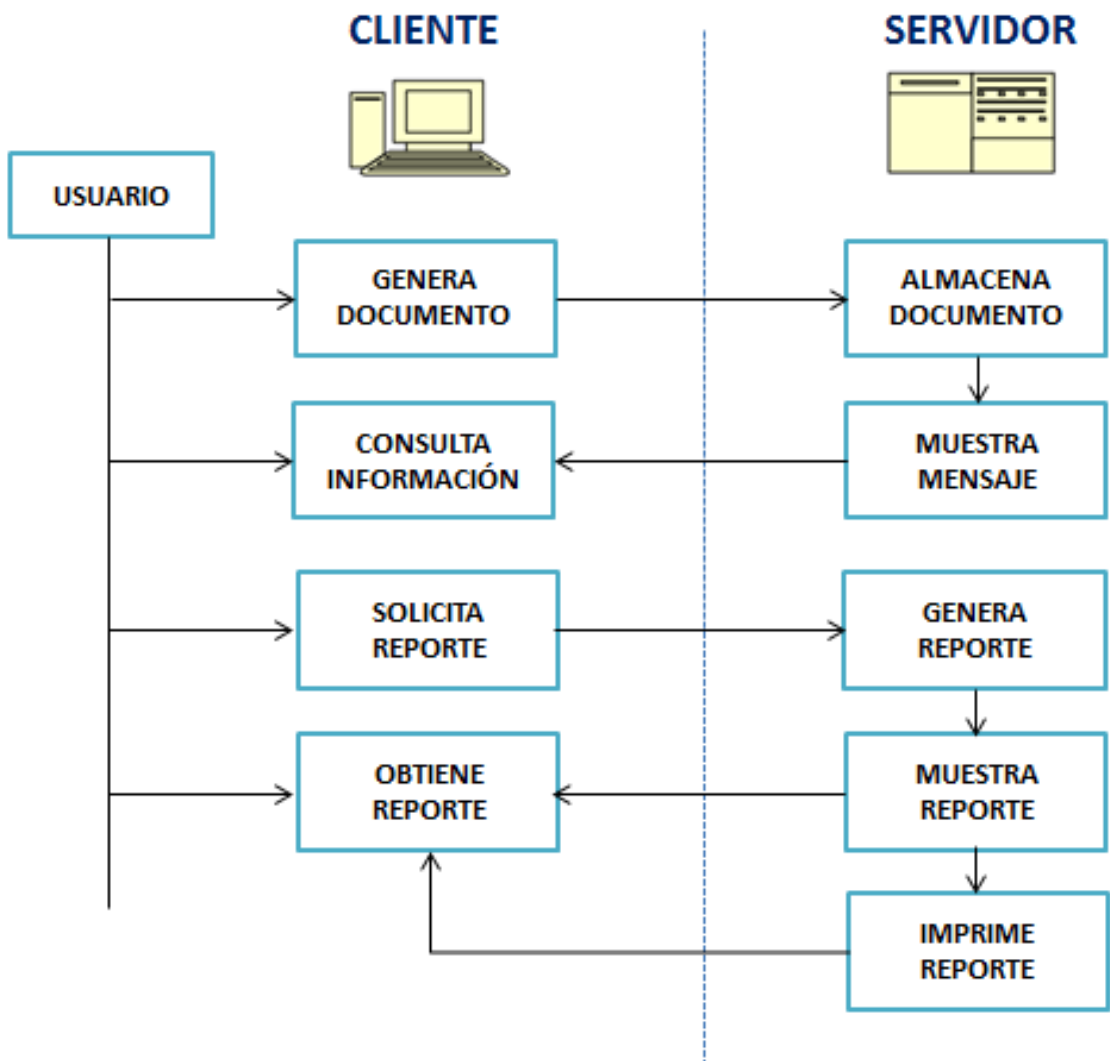 CLIENTE
SERVIDOR
USUARIO
GENERA
DOCUMENTO
ALMACENA
DOCUMENTO
CONSULTA
INFORMACIÓN
MUESTRA
MENSAJE
SOLICITA
REPORTE
GENERA
REPORTE
OBTIENE
REPORTE
MUESTRA
REPORTE
IMPRIME
REPORTE